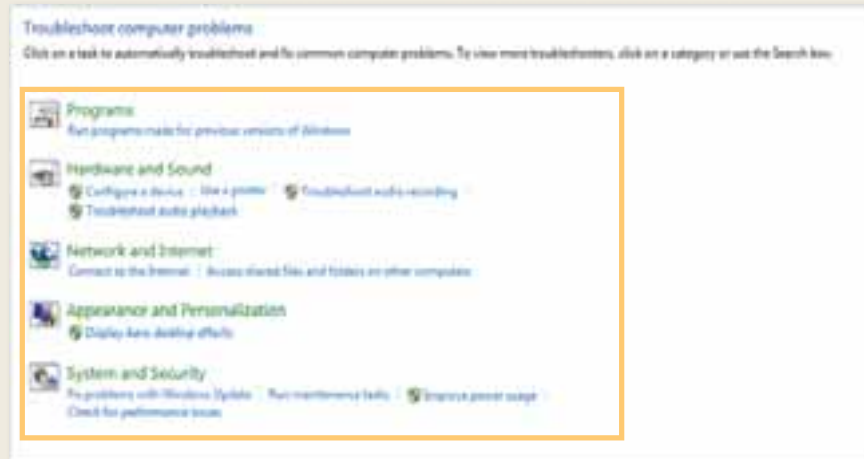 Troubleshoot computer problems
Click on a task to automatically troubleshoot and fix common computer problems. To view more troubleshooters, click on a category or use the Search box.
Programs
Run programs made for previous versions of Windows
Hardware and Sound
Configure a device | Use a printer | Troubleshoot audio recording
Troubleshoot audio playback
Network and Internet
Connect to the Internet | Access shared files and folders on other computers
Appearance and Personalization
Display Aero desktop effects
System and Security
Fix problems with Windows Update | Run maintenance tasks | Improve power usage
Check for performance issues